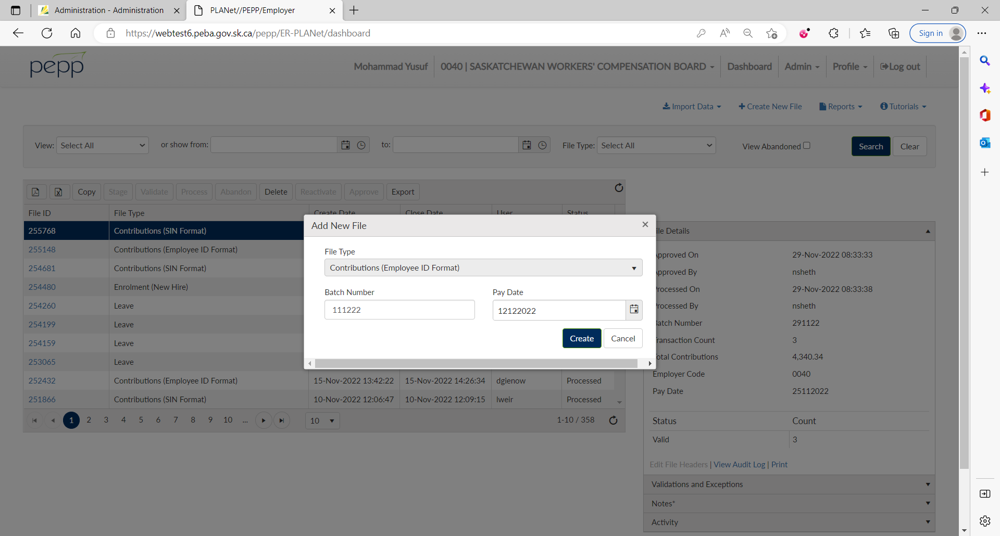 Administration - Administration
PLANet//PEPP/Employer
https://webtest6.peba.gov.sk.ca/pepp/ER-PLANet/dashboard
Sign in
pepp
Mohammad Yusuf
0040 | SASKATCHEWAN WORKERS' COMPENSATION BOARD
Dashboard
Admin
Profile
Log out
Import Data
Create New File
Reports
Tutorials
View: Select All
or show from:
to:
File Type: Select All
View Abandoned
Search
Clear
Copy
Stage
Validate
Process
Abandon
Delete
Reactivate
Approve
Export
File ID File Type Create Date Close Date User Status
255768 Contributions (SIN Format)
255148 Contributions (Employee ID Format)
254681 Contributions (SIN Format)
254480 Enrolment (New Hire)
254260 Leave
254199 Leave
254159 Leave
253065 Leave
252432 Contributions (Employee ID Format) 15-Nov-2022 13:42:22 15-Nov-2022 14:26:34 dgienow Processed
251866 Contributions (SIN Format) 10-Nov-2022 12:06:47 10-Nov-2022 12:09:15 lweir Processed
1 2 3 4 5 6 7 8 9 10 ...
10
1-10 / 358
Add New File
File Type
Contributions (Employee ID Format)
Batch Number
111222
Pay Date
12122022
Create
Cancel
ile Details
pproved On 29-Nov-2022 08:33:33
pproved By nsheth
rocessed On 29-Nov-2022 08:33:38
rocessed By nsheth
atch Number 291122
ransaction Count 3
otal Contributions 4,340.34
Employer Code 0040
Pay Date 25112022
Status Count
Valid 3
Edit File Headers | View Audit Log | Print
Validations and Exceptions
Notes*
Activity